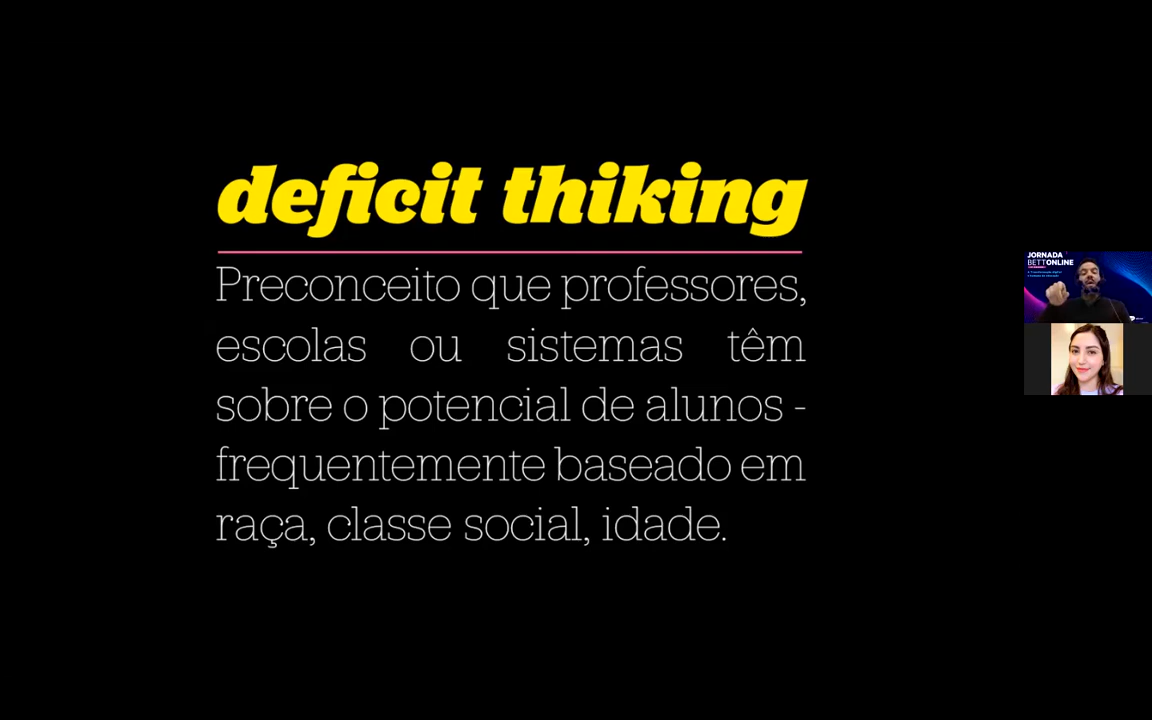 deficit thiking
Preconceito que professores,
escolas ou sistemas têm
sobre o potencial de alunos -
frequentemente baseado em
raça, classe social, idade.
JORNADA
BETTONLINE